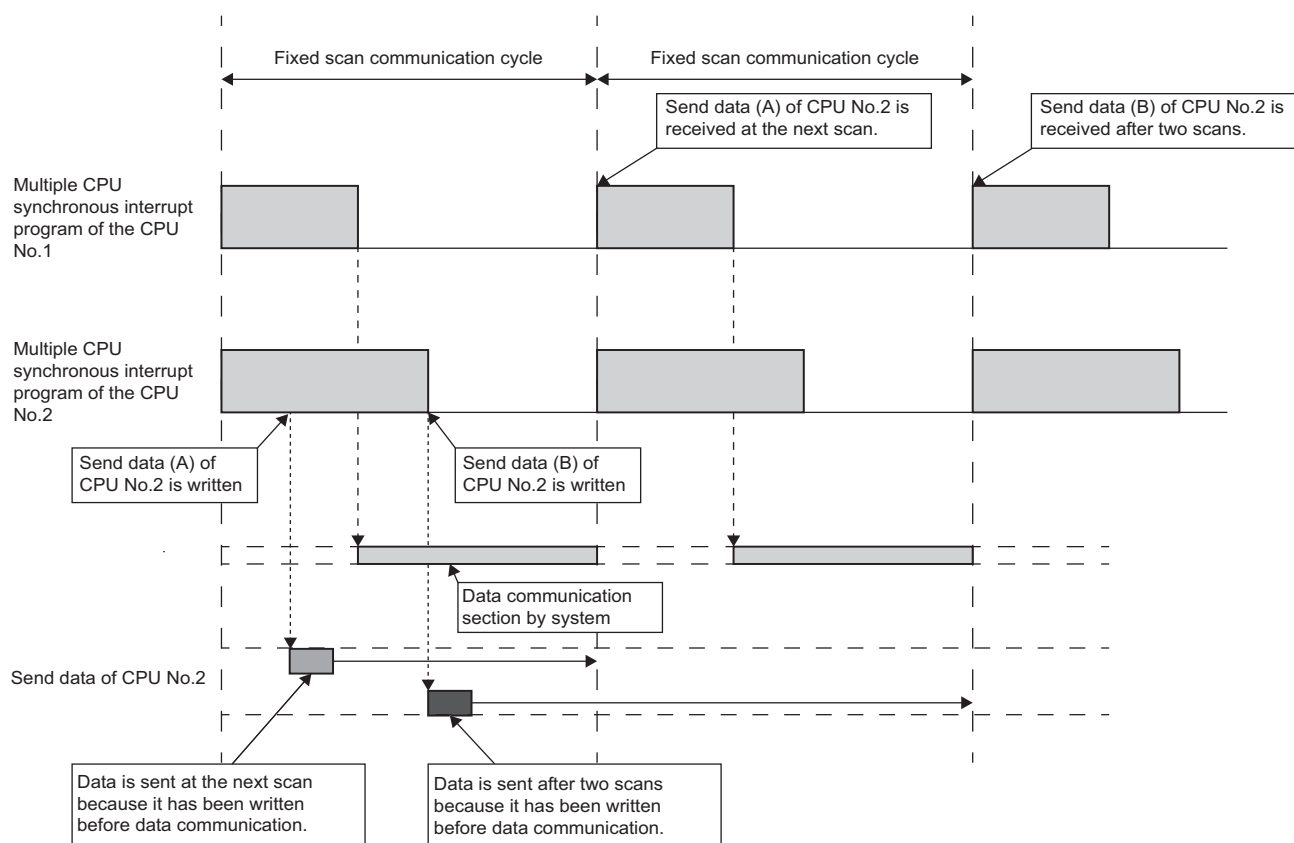 Fixed scan communication cycle
Fixed scan communication cycle
Send data (A) of CPU No.2 is
received at the next scan.
Send data (B) of CPU No.2 is
received after two scans.
Multiple CPU
synchronous interrupt
program of the CPU
No.1
Multiple CPU
synchronous interrupt
program of the CPU
No.2
Send data (A) of
CPU No.2 is written
Send data (B) of
CPU No.2 is written
Data communication
section by system
Send data of CPU No.2
Data is sent at the next scan
because it has been written
before data communication.
Data is sent after two scans
because it has been written
before data communication.